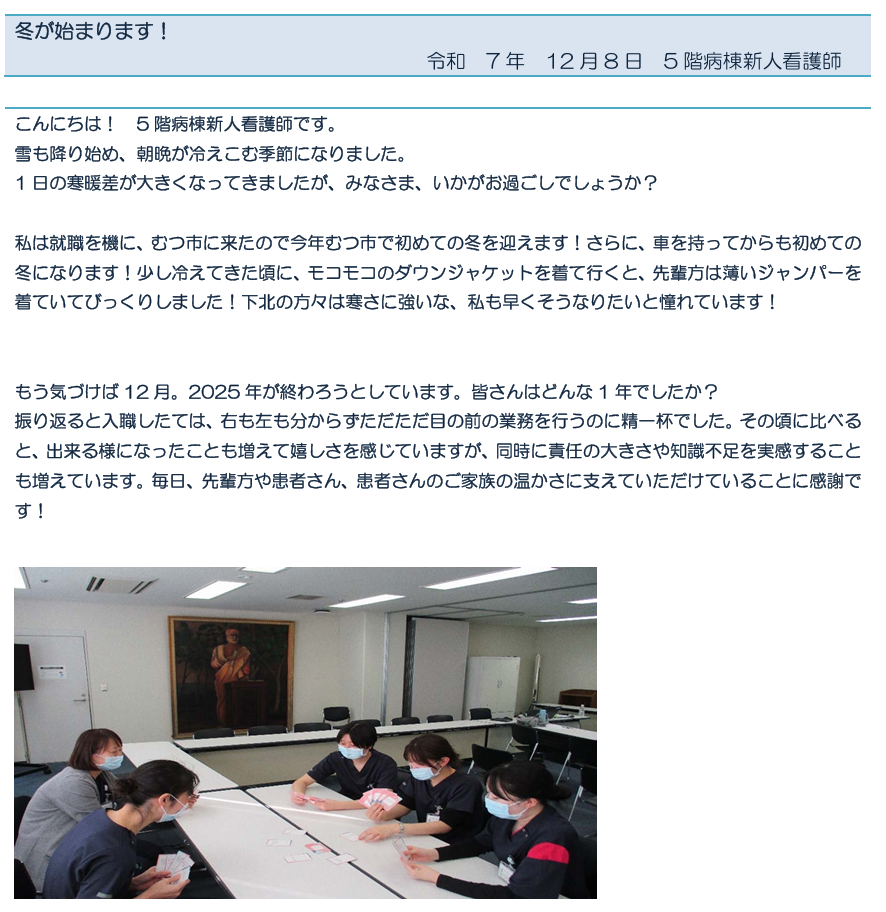 冬が始まります！
令和　７年　１２月８日　５階病棟新人看護師
こんにちは！　５階病棟新人看護師です。
雪も降り始め、朝晩が冷えこむ季節になりました。
１日の寒暖差が大きくなってきましたが、みなさま、いかがお過ごしでしょうか？
私は就職を機に、むつ市に来たので今年むつ市で初めての冬を迎えます！さらに、車を持ってからも初めての
冬になります！少し冷えてきた頃に、モコモコのダウンジャケットを着て行くと、先輩方は薄いジャンパーを
着ていてびっくりしました！下北の方々は寒さに強いな、私も早くそうなりたいと憧れています！
もう気づけば１２月。２０２５年が終わろうとしています。皆さんはどんな１年でしたか？
振り返ると入職したては、右も左も分からずただただ目の前の業務を行うのに精一杯でした。その頃に比べる
と、出来る様になったことも増えて嬉しさを感じていますが、同時に責任の大きさや知識不足を実感すること
も増えています。毎日、先輩方や患者さん、患者さんのご家族の温かさに支えていただけていることに感謝で
す！